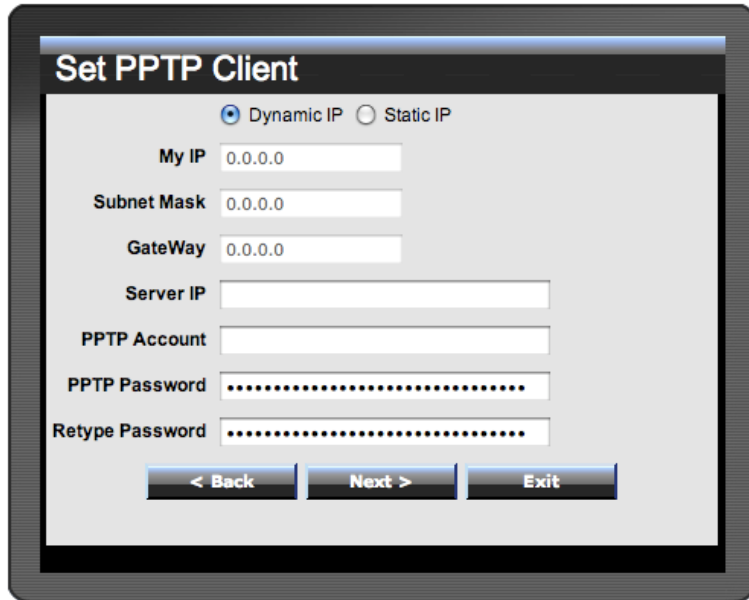 Set PPTP Client
Dynamic IP Static IP
My IP 0.0.0.0
Subnet Mask 0.0.0.0
GateWay 0.0.0.0
Server IP
PPTP Account
PPTP Password ••••••••••••••••••••••••••••••••
Retype Password ••••••••••••••••••••••••••••••••
< Back Next > Exit